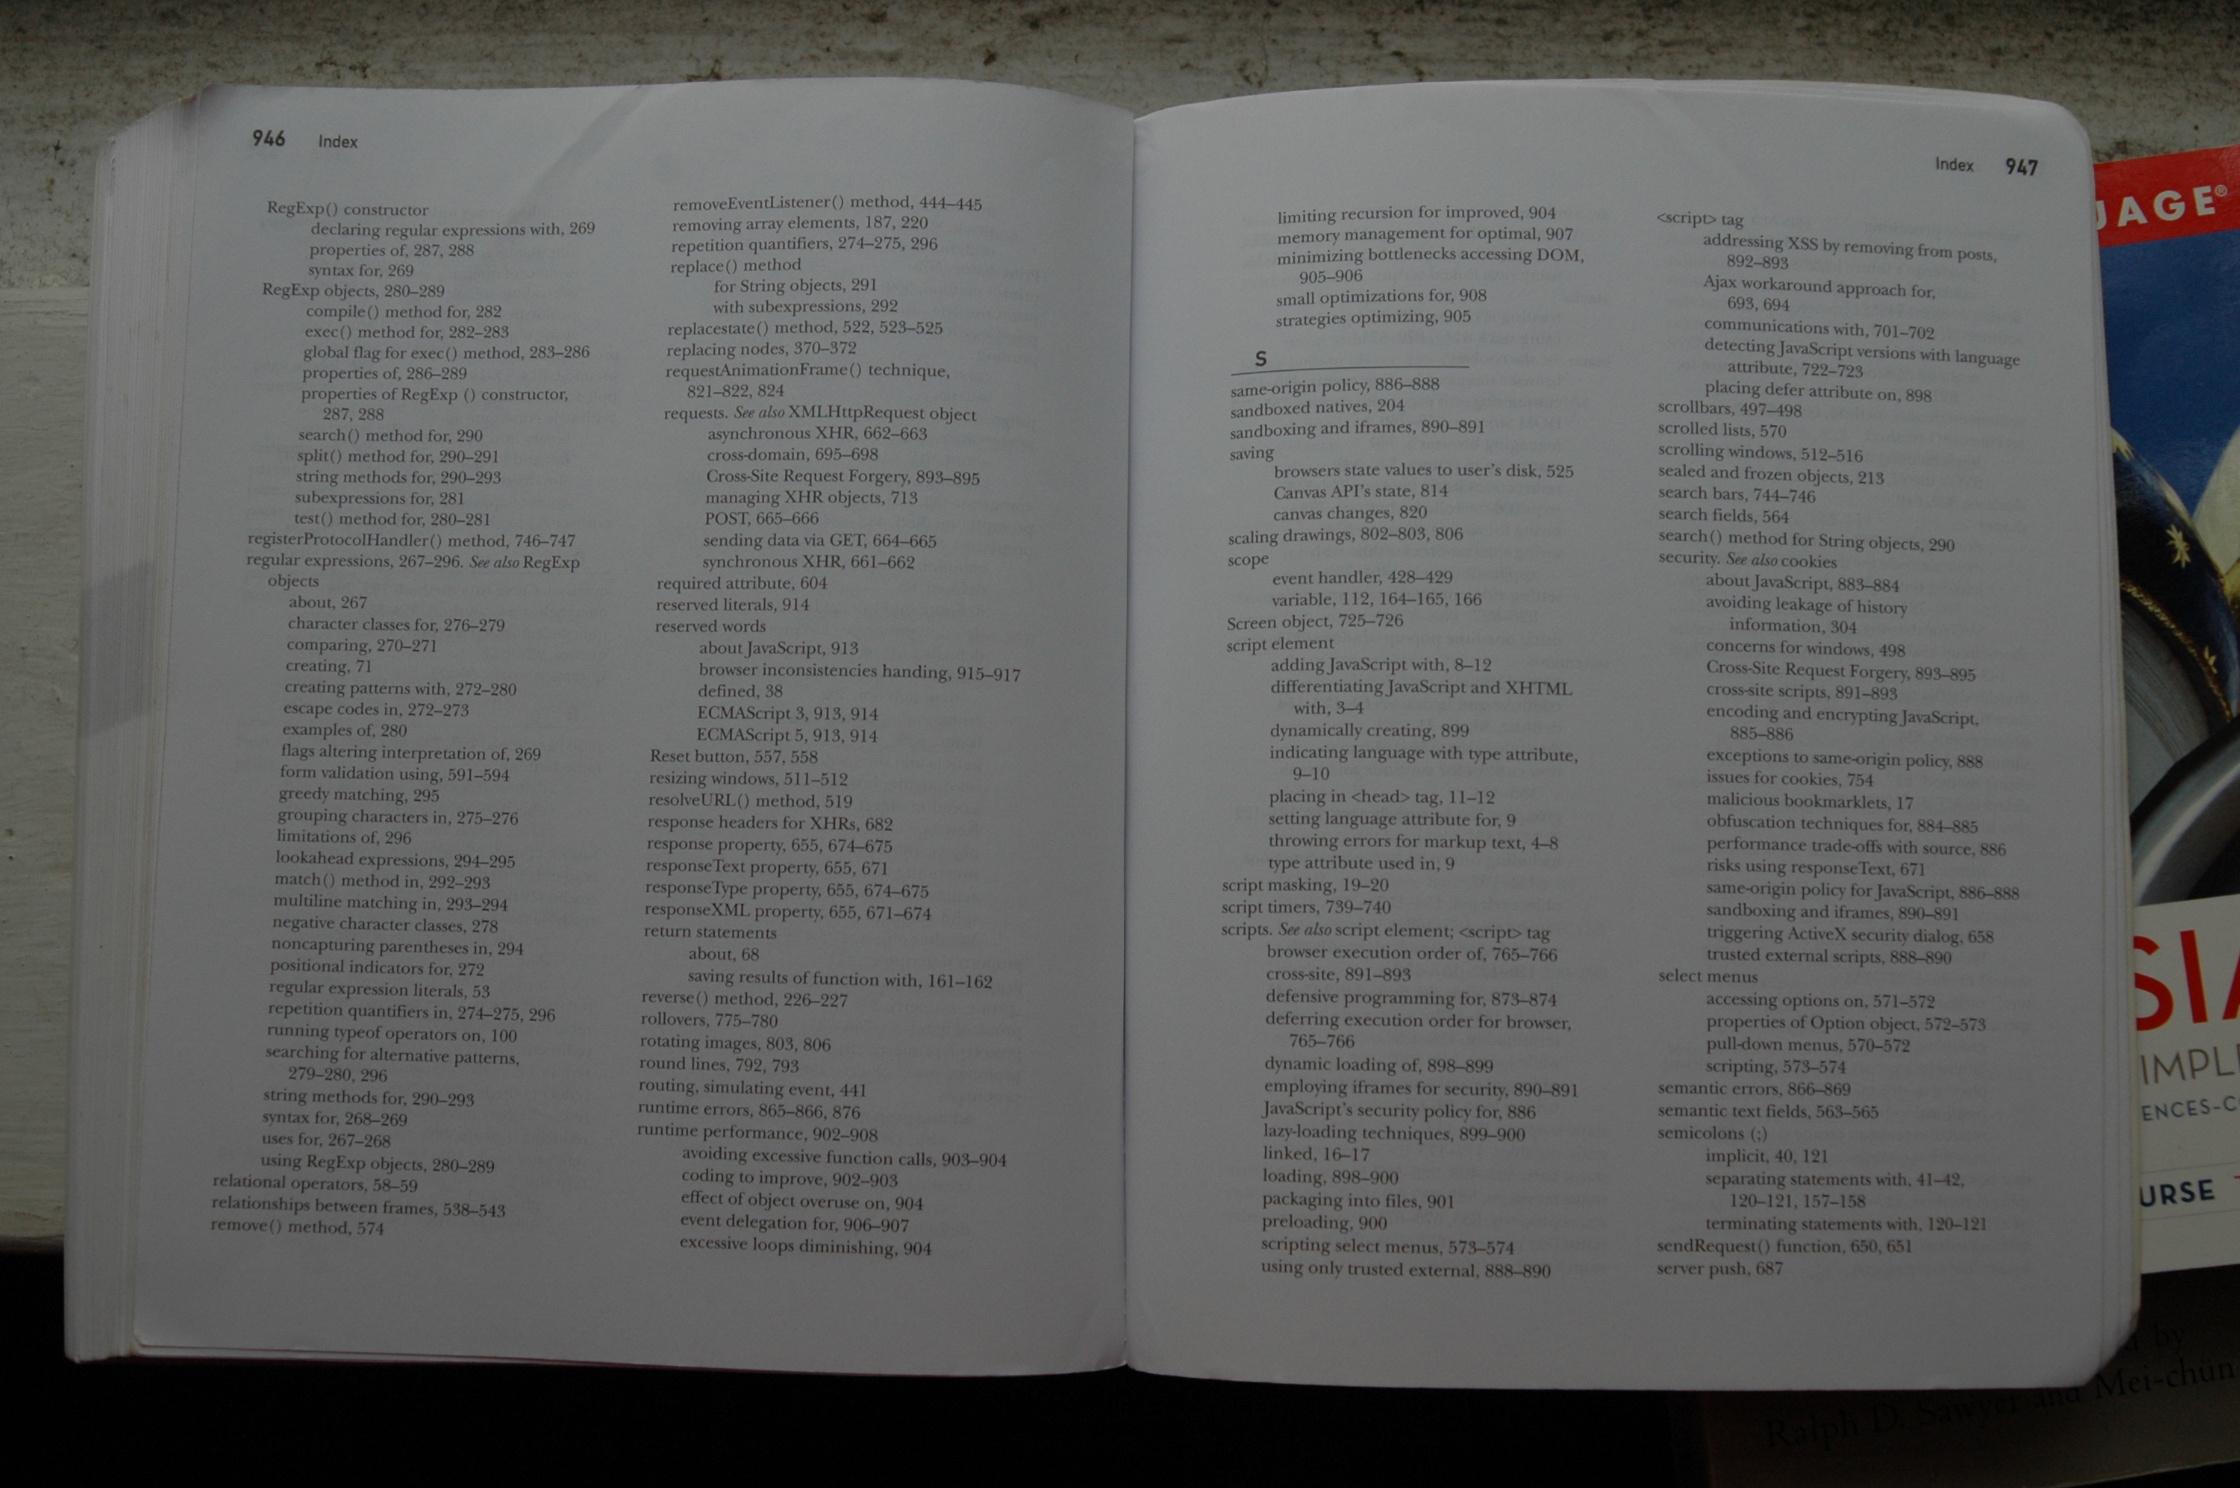 946 Index
RegExp() constructor
declaring regular expressions with, 269
properties of, 287, 288
syntax for, 269
RegExp objects, 280–289
compile() method for, 282
exec() method for, 282–283
global flag for exec() method, 283–286
properties of, 286–289
properties of RegExp () constructor,
287, 288
search() method for, 290
split() method for, 290–291
string methods for, 290–293
subexpressions for, 281
test() method for, 280–281
registerProtocolHandler() method, 746–747
regular expressions, 267–296. See also RegExp
objects
about, 267
character classes for, 276–279
comparing, 270–271
creating, 71
creating patterns with, 272–280
escape codes in, 272–273
examples of, 280
flags altering interpretation of, 269
form validation using, 591–594
greedy matching, 295
grouping characters in, 275–276
limitations of, 296
lookahead expressions, 294–295
match() method in, 292–293
multiline matching in, 293–294
negative character classes, 278
noncapturing parentheses in, 294
positional indicators for, 272
regular expression literals, 53
repetition quantifiers in, 274–275, 296
running typeof operators on, 100
searching for alternative patterns,
279–280, 296
string methods for, 290–293
syntax for, 268–269
uses for, 267–268
using RegExp objects, 280–289
relational operators, 58–59
relationships between frames, 538–543
remove() method, 574
removeEventListener() method, 444–445
removing array elements, 187, 220
repetition quantifiers, 274–275, 296
replace() method
for String objects, 291
with subexpressions, 292
replacestate() method, 522, 523–525
replacing nodes, 370–372
requestAnimationFrame() technique,
821–822, 824
requests. See also XMLHttpRequest object
asynchronous XHR, 662–663
cross-domain, 695–698
Cross-Site Request Forgery, 893–895
managing XHR objects, 713
POST, 665–666
sending data via GET, 664–665
synchronous XHR, 661–662
required attribute, 604
reserved literals, 914
reserved words
about JavaScript, 913
browser inconsistencies handing, 915–917
defined, 38
ECMAScript 3, 913, 914
ECMAScript 5, 913, 914
Reset button, 557, 558
resizing windows, 511–512
resolveURL() method, 519
response headers for XHRs, 682
response property, 655, 674–675
responseText property, 655, 671
responseType property, 655, 674–675
responseXML property, 655, 671–674
return statements
about, 68
saving results of function with, 161–162
reverse() method, 226–227
rollovers, 775–780
rotating images, 803, 806
round lines, 792, 793
routing, simulating event, 441
runtime errors, 865–866, 876
runtime performance, 902–908
avoiding excessive function calls, 903–904
coding to improve, 902–903
effect of object overuse on, 904
event delegation for, 906–907
excessive loops diminishing, 904
Index 947
limiting recursion for improved, 904
memory management for optimal, 907
minimizing bottlenecks accessing DOM,
905–906
small optimizations for, 908
strategies optimizing, 905
S
same-origin policy, 886–888
sandboxed natives, 204
sandboxing and iframes, 890–891
saving
browsers state values to user's disk, 525
Canvas API's state, 814
canvas changes, 820
scaling drawings, 802–803, 806
scope
event handler, 428–429
variable, 112, 164–165, 166
Screen object, 725–726
script element
adding JavaScript with, 8–12
differentiating JavaScript and XHTML
with, 3–4
dynamically creating, 899
indicating language with type attribute,
9–10
placing in <head> tag, 11–12
setting language attribute for, 9
throwing errors for markup text, 4–8
type attribute used in, 9
script masking, 19–20
script timers, 739–740
scripts. See also script element; <script> tag
browser execution order of, 765–766
cross-site, 891–893
defensive programming for, 873–874
deferring execution order for browser,
765–766
dynamic loading of, 898–899
employing iframes for security, 890–891
JavaScript's security policy for, 886
lazy-loading techniques, 899–900
linked, 16–17
loading, 898–900
packaging into files, 901
preloading, 900
scripting select menus, 573–574
using only trusted external, 888–890
<script> tag
addressing XSS by removing from posts,
892–893
Ajax workaround approach for,
693, 694
communications with, 701–702
detecting JavaScript versions with language
attribute, 722–723
placing defer attribute on, 898
scrollbars, 497–498
scrolled lists, 570
scrolling windows, 512–516
sealed and frozen objects, 213
search bars, 744–746
search fields, 564
search() method for String objects, 290
security. See also cookies
about JavaScript, 883–884
avoiding leakage of history
information, 304
concerns for windows, 498
Cross-Site Request Forgery, 893–895
cross-site scripts, 891–893
encoding and encrypting JavaScript,
885–886
exceptions to same-origin policy, 888
issues for cookies, 754
malicious bookmarklets, 17
obfuscation techniques for, 884–885
performance trade-offs with source, 886
risks using responseText, 671
same-origin policy for JavaScript, 886–888
sandboxing and iframes, 890–891
triggering ActiveX security dialog, 658
trusted external scripts, 888–890
select menus
accessing options on, 571–572
properties of Option object, 572–573
pull-down menus, 570–572
scripting, 573–574
semantic errors, 866–869
semantic text fields, 563–565
semicolons (;)
implicit, 40, 121
separating statements with, 41–42,
120–121, 157–158
terminating statements with, 120–121
sendRequest() function, 650, 651
server push, 687
UAGE®
SIA
IMPLE
ENCES-C
URSE
by
Ralph D. Sawyer and Mei-chün